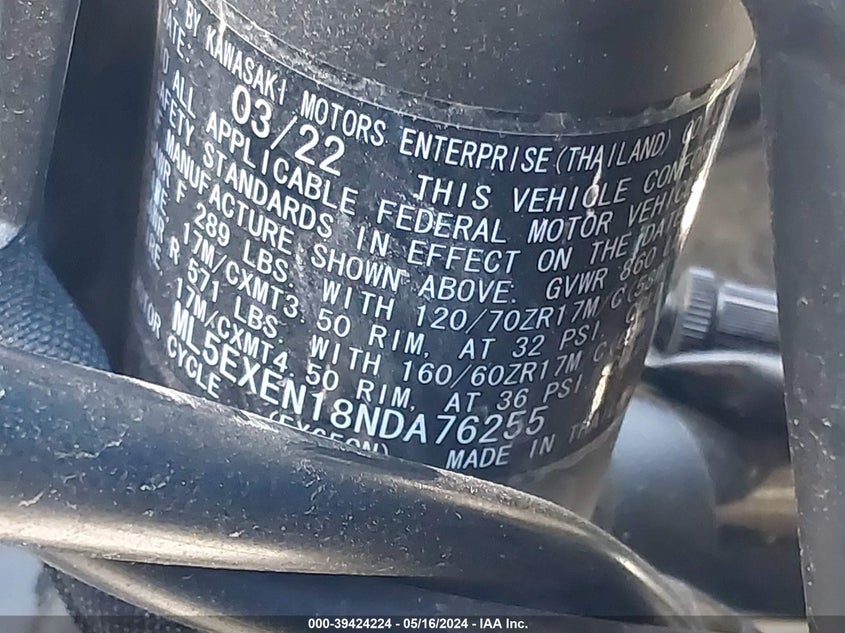 BY KAWASAKI MOTORS ENTERPRISE (THAILAND) CO
03/22
THIS VEHICLE
ALL APPLICABLE FEDERAL MOTOR
SAFETY STANDARDS IN EFFECT ON THE DATE
MANUFACTURE SHOWN ABOVE. GVWR 860
F 289 LBS. WITH 120/70ZR17M/C
17M/CXMT3.50 RIM, AT 32 PSI.
R 571 LBS. WITH 160/60ZR17M
17M/CXMT4.50 RIM, AT 36 PSI.
ML5EXEN18NDA76255
CYCLE
MADE IN
000-39424224 - 05/16/2024 - IAA Inc.